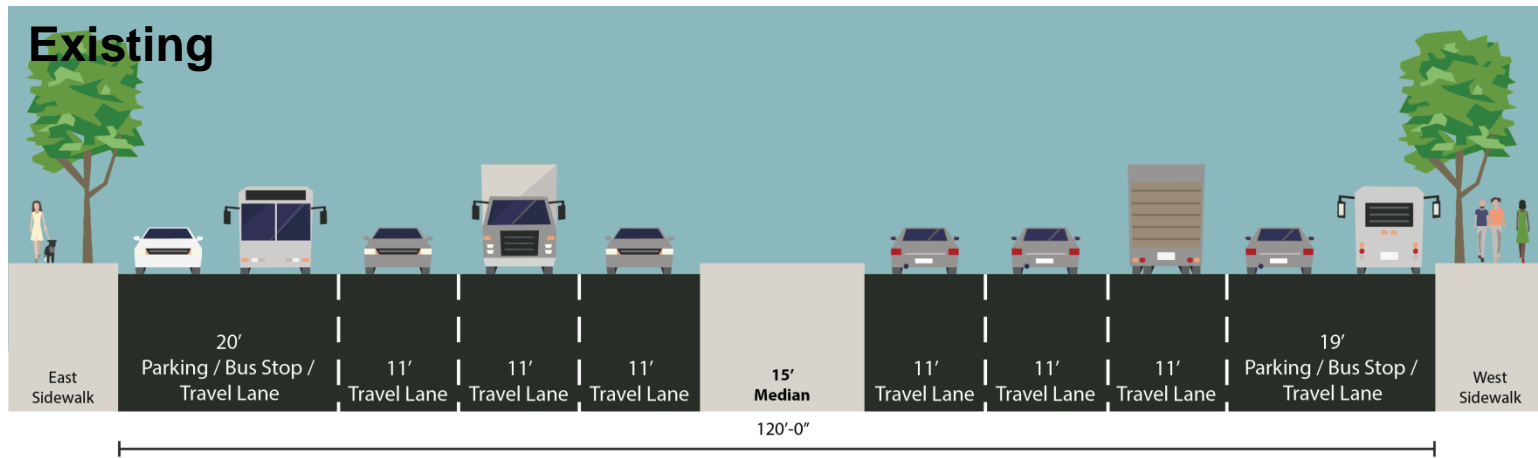 Existing
East
Sidewalk
20′
Parking / Bus Stop /
Travel Lane
11′
Travel Lane
11′
Travel Lane
11′
Travel Lane
15′
Median
11′
Travel Lane
11′
Travel Lane
11′
Travel Lane
19′
Parking / Bus Stop /
Travel Lane
West
Sidewalk
120′-0″